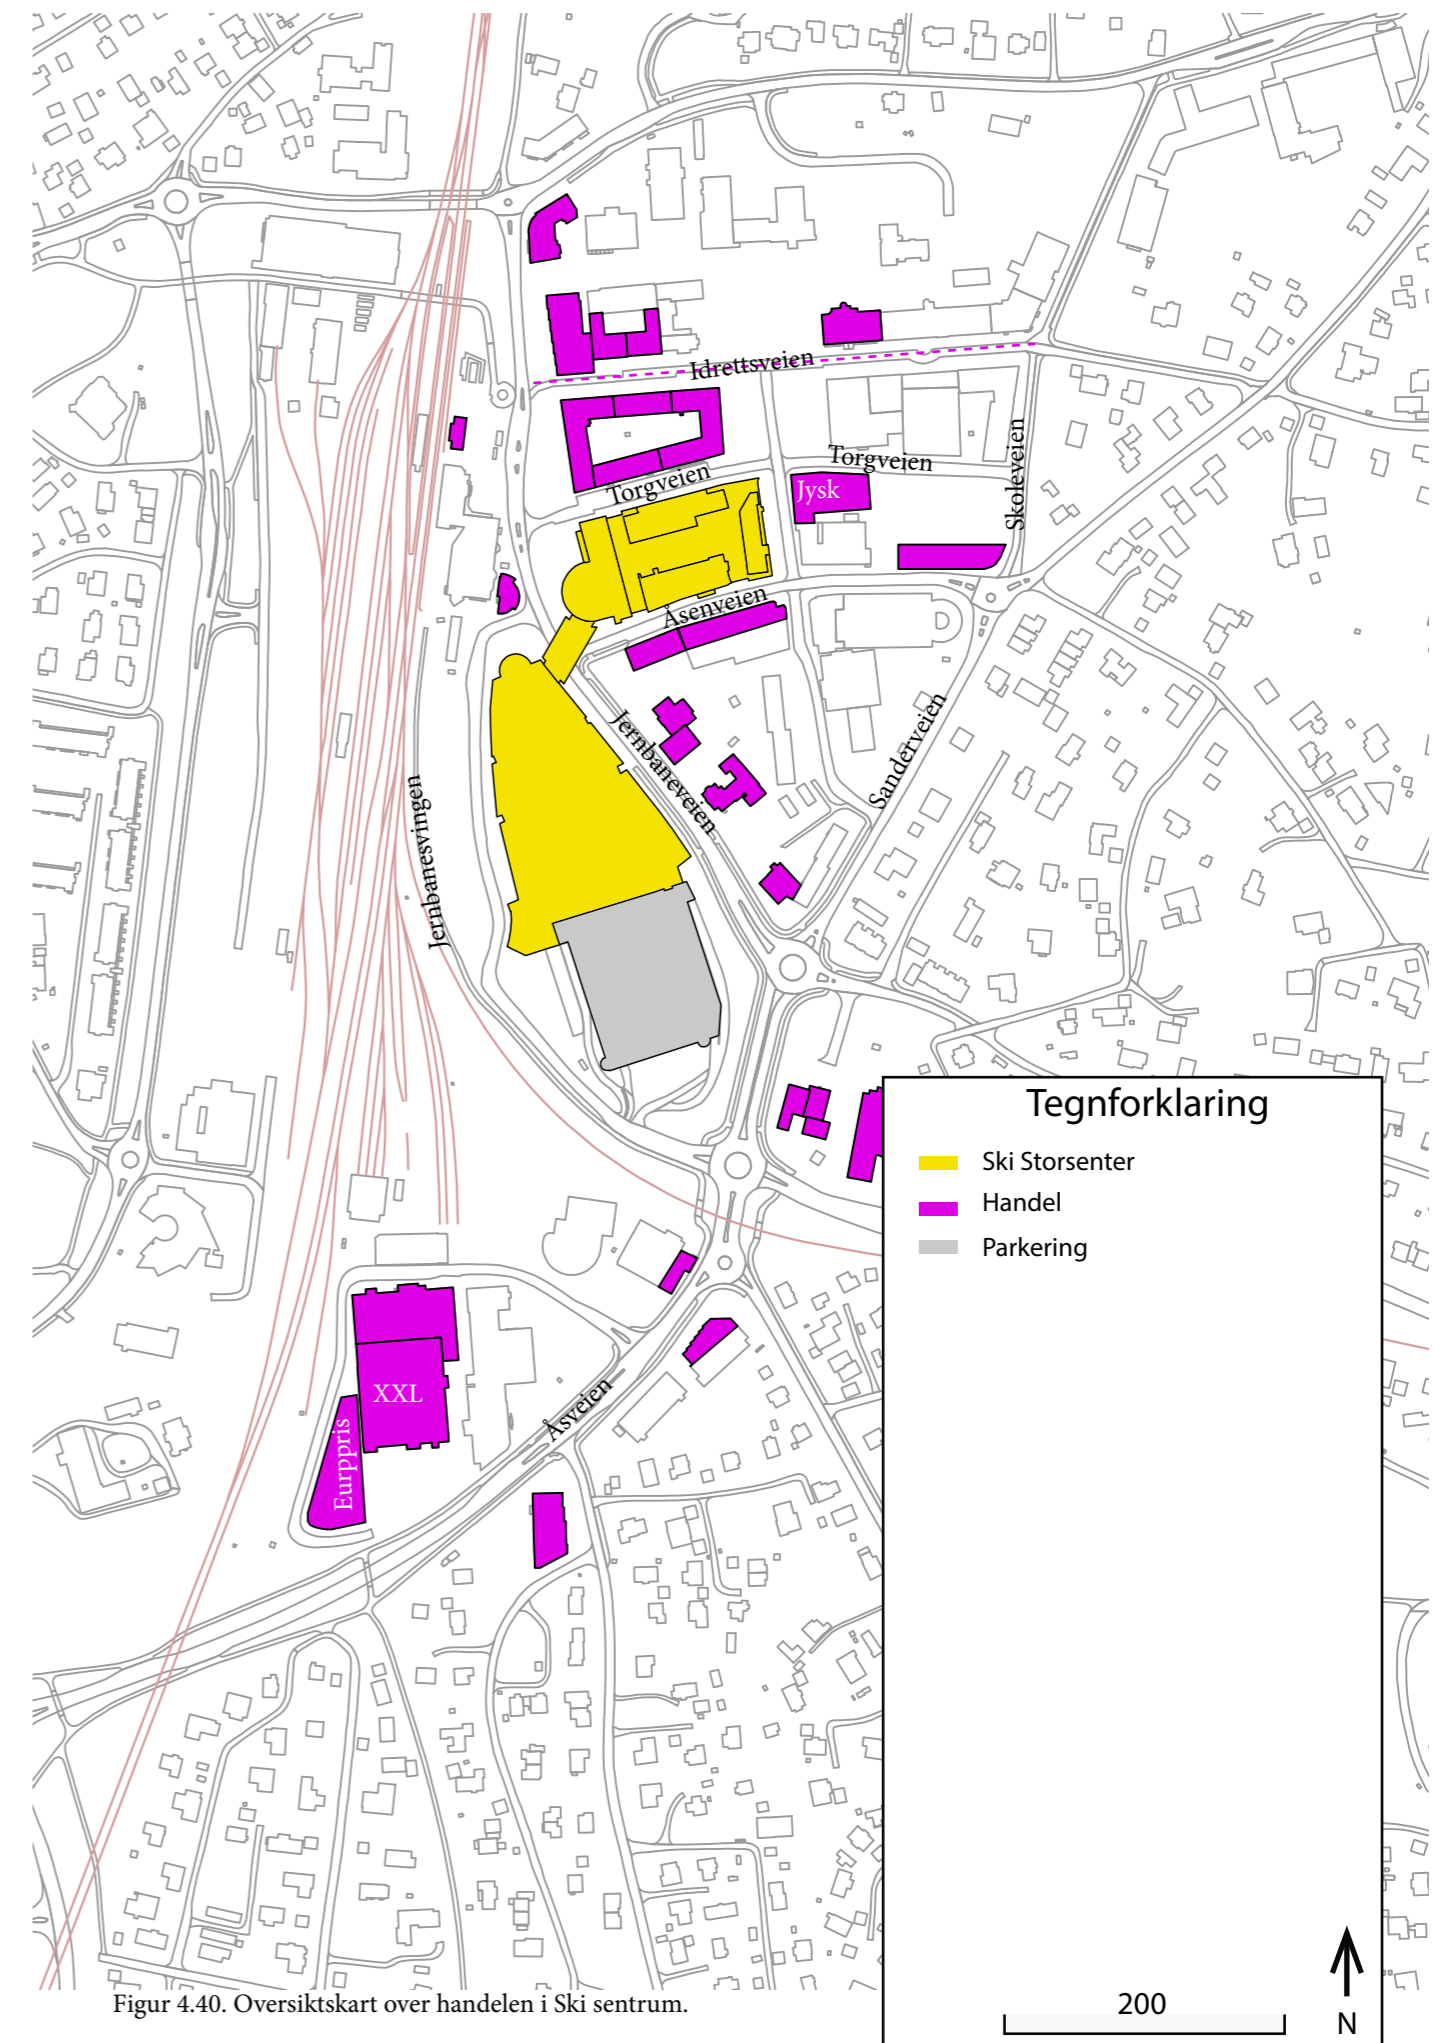 Idrettsveien
Torgveien
Torgveien
Skoleveien
Jysk
Åsenveien
Jernbaneveien
Sanderveien
Jernbanesvingen
Tegnforklaring
Ski Storsenter
Handel
Parkering
XXL
Eurppris
Åsveien
200
N
Figur 4.40. Oversiktskart over handelen i Ski sentrum.